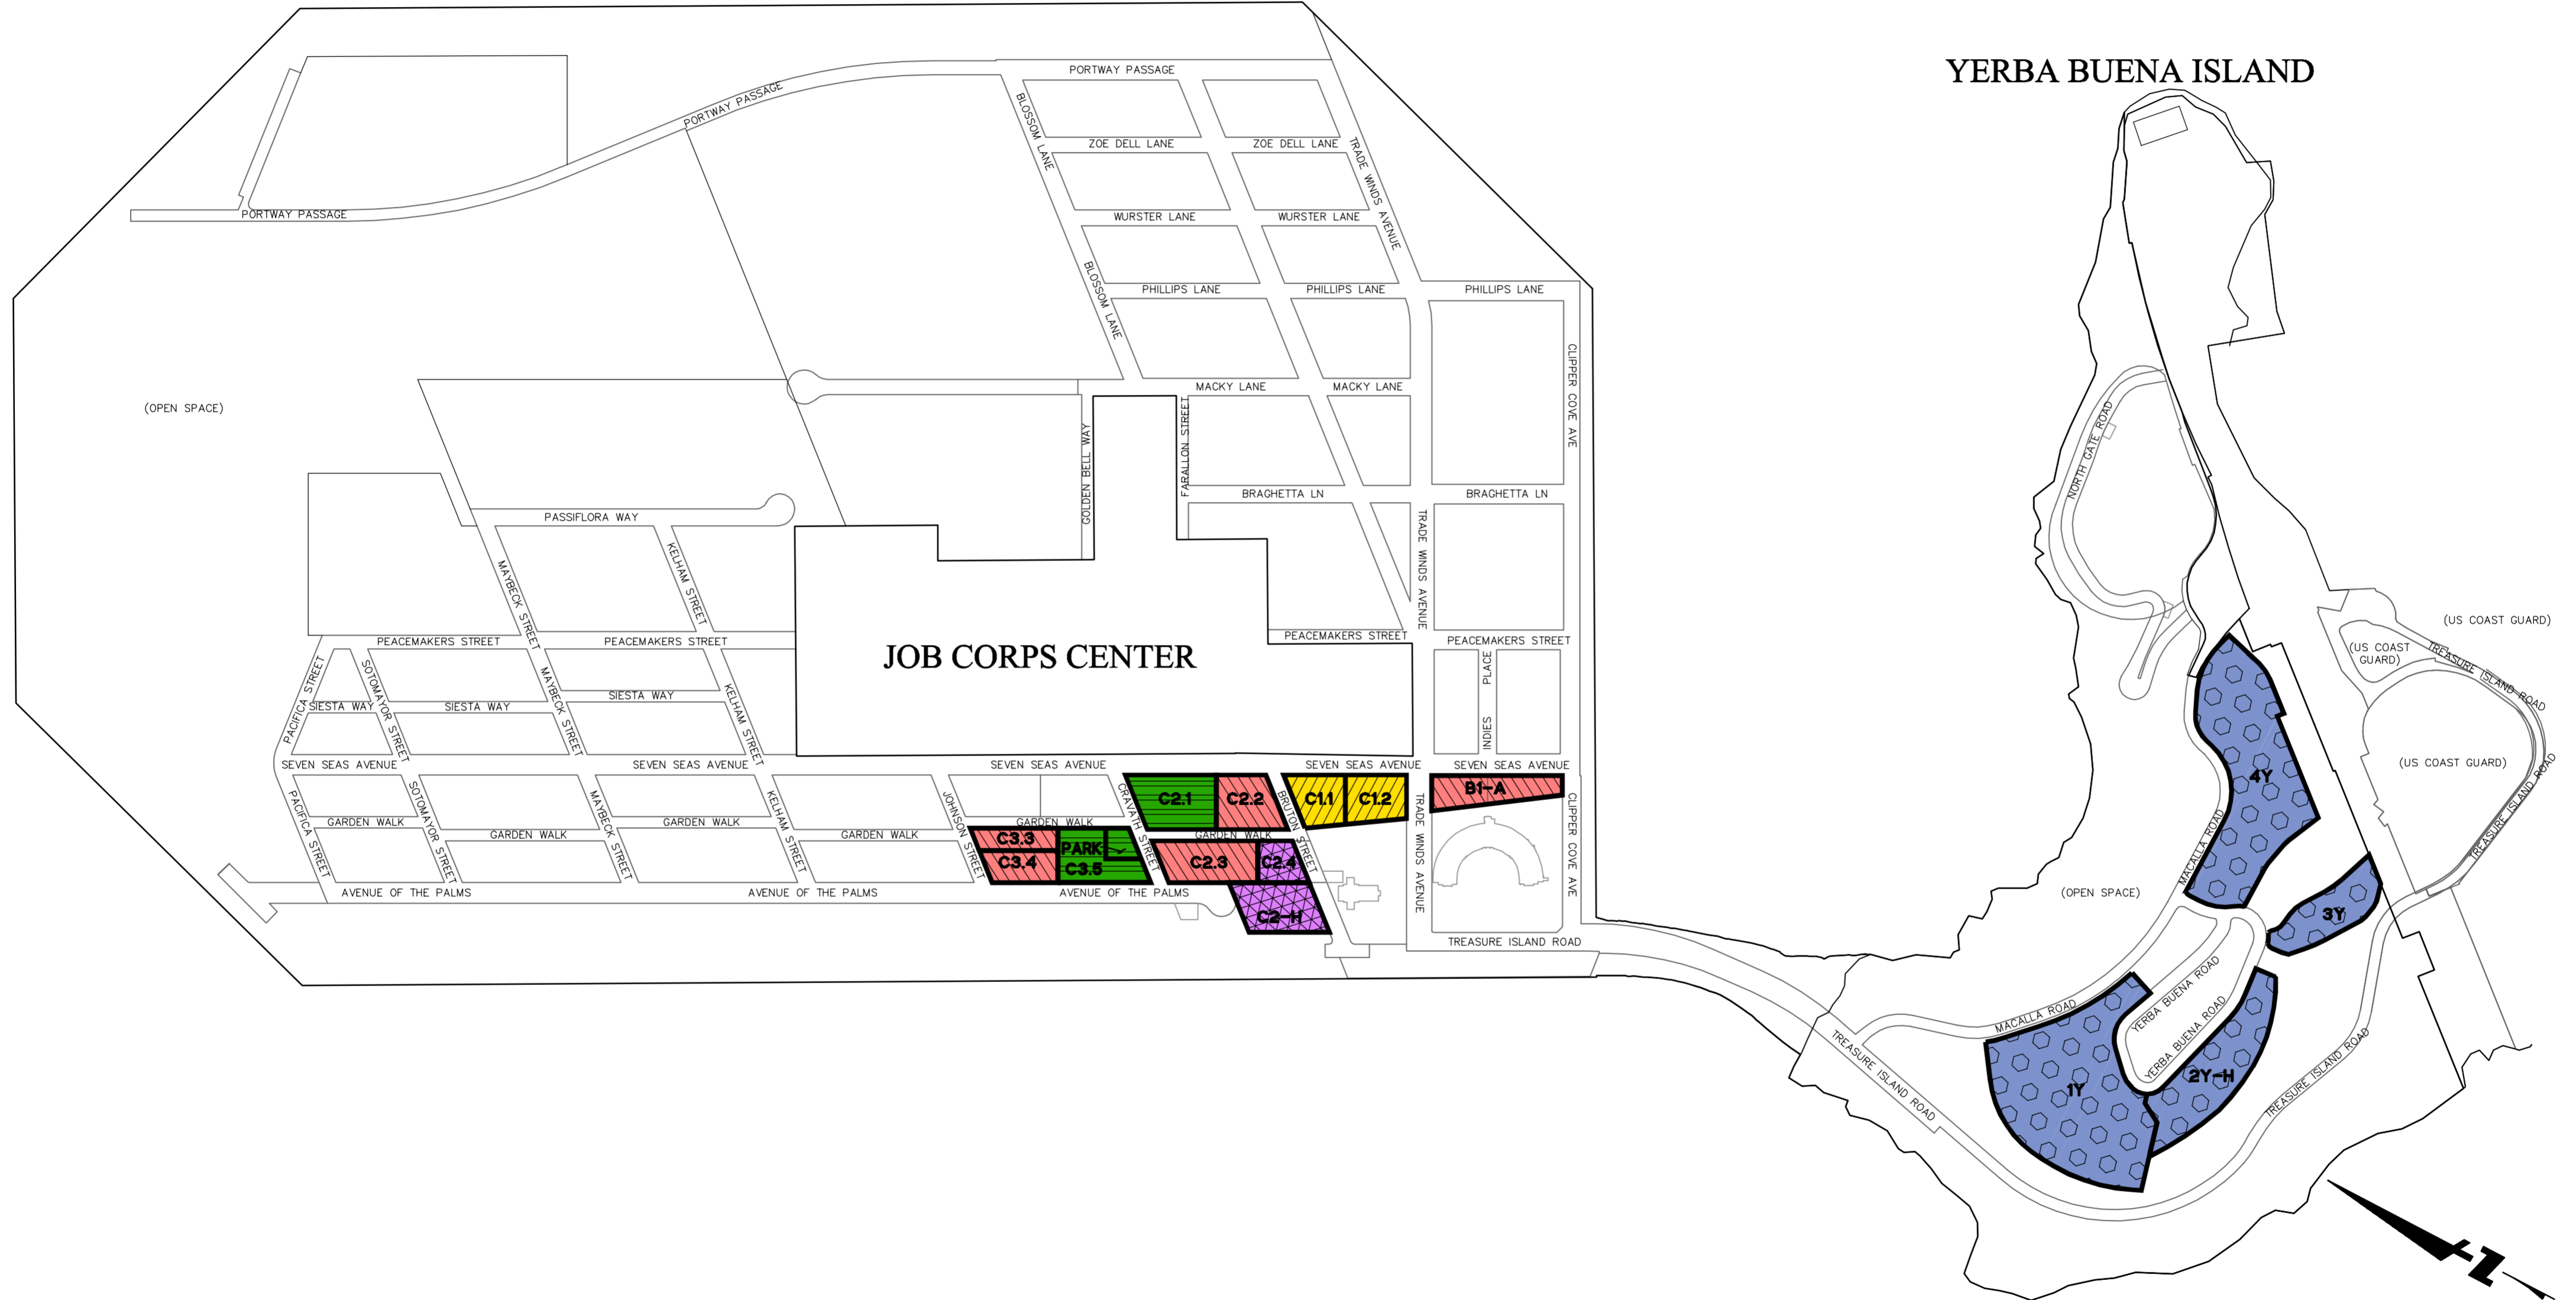 YERBA BUENA ISLAND
PORTWAY PASSAGE
PORTWAY PASSAGE
PORTWAY PASSAGE
BLOSSOM LANE
ZOE DELL LANE
ZOE DELL LANE
TRADE WINDS AVENUE
WURSTER LANE
WURSTER LANE
BLOSSOM LANE
PHILLIPS LANE
PHILLIPS LANE
PHILLIPS LANE
CLIPPER COVE AVE
MACKY LANE
MACKY LANE
(OPEN SPACE)
GOLDEN BELL WAY
FARALLON STREET
BRAGHETTA LN
BRAGHETTA LN
NORTH GATE ROAD
PASSIFLORA WAY
MAYBECK STREET
KELHAM STREET
TRADE WINDS AVENUE
PEACEMAKERS STREET
PEACEMAKERS STREET
PEACEMAKERS STREET
PEACEMAKERS STREET
JOB CORPS CENTER
INDIES PLACE
(US COAST GUARD)
(US COAST
GUARD)
TREASURE ISLAND ROAD
(US COAST GUARD)
TREASURE ISLAND ROAD
PACIFICA STREET
SOTOMAYOR STREET
MAYBECK STREET
KELHAM STREET
SIESTA WAY
SIESTA WAY
SIESTA WAY
SEVEN SEAS AVENUE
SEVEN SEAS AVENUE
SEVEN SEAS AVENUE
SEVEN SEAS AVENUE
SEVEN SEAS AVENUE
PACIFICA STREET
SOTOMAYOR STREET
MAYBECK STREET
KELHAM STREET
JOHNSON STREET
CRAVATH STREET
BRUTON STREET
TRADE WINDS AVENUE
CLIPPER COVE AVE
C2.1
C2.2
C1.1
C1.2
B1-A
4Y
GARDEN WALK
GARDEN WALK
GARDEN WALK
GARDEN WALK
GARDEN WALK
GARDEN WALK
C3.3
C3.4
PARK
C3.5
C2.3
C2.4
C2-H
MACALLA ROAD
(OPEN SPACE)
3Y
AVENUE OF THE PALMS
AVENUE OF THE PALMS
AVENUE OF THE PALMS
TREASURE ISLAND ROAD
MACALLA ROAD
YERBA BUENA ROAD
YERBA BUENA ROAD
TREASURE ISLAND ROAD
TREASURE ISLAND ROAD
1Y
2Y-H
N